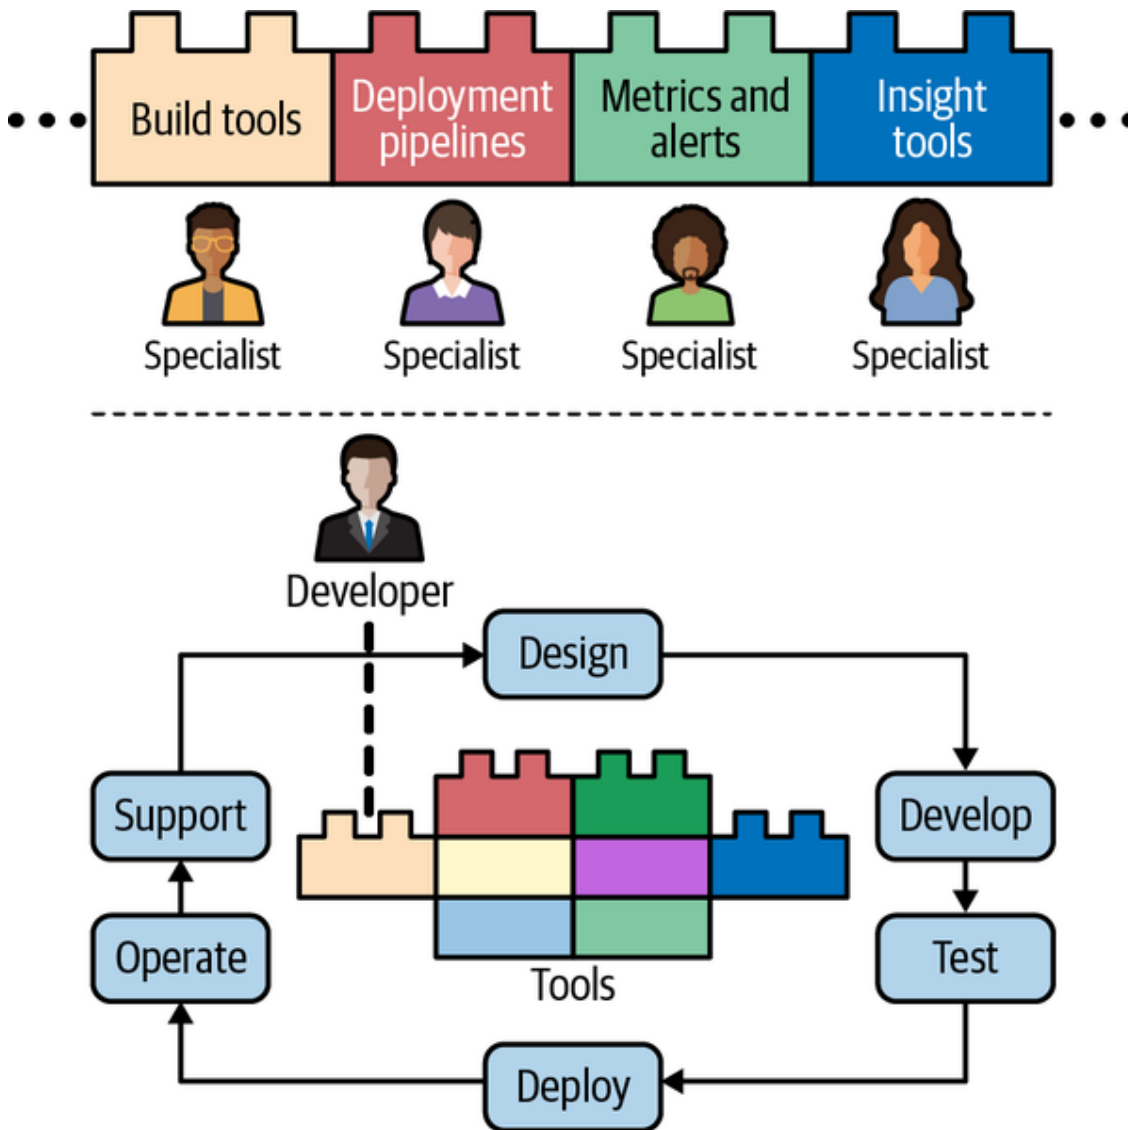 Build tools
Deployment
pipelines
Metrics and
alerts
Insight
tools
Specialist
Specialist
Specialist
Specialist
Developer
Design
Support
Develop
Operate
Test
Tools
Deploy